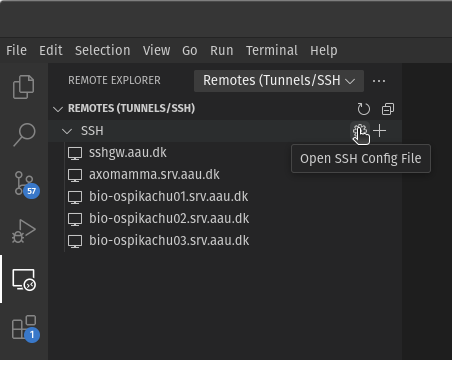 File Edit Selection View Go Run Terminal Help
REMOTE EXPLORER Remotes (Tunnels/SSH ···
REMOTES (TUNNELS/SSH)
SSH
Open SSH Config File
sshgw.aau.dk
axomamma.srv.aau.dk
bio-ospikachu01.srv.aau.dk
bio-ospikachu02.srv.aau.dk
bio-ospikachu03.srv.aau.dk
57
1